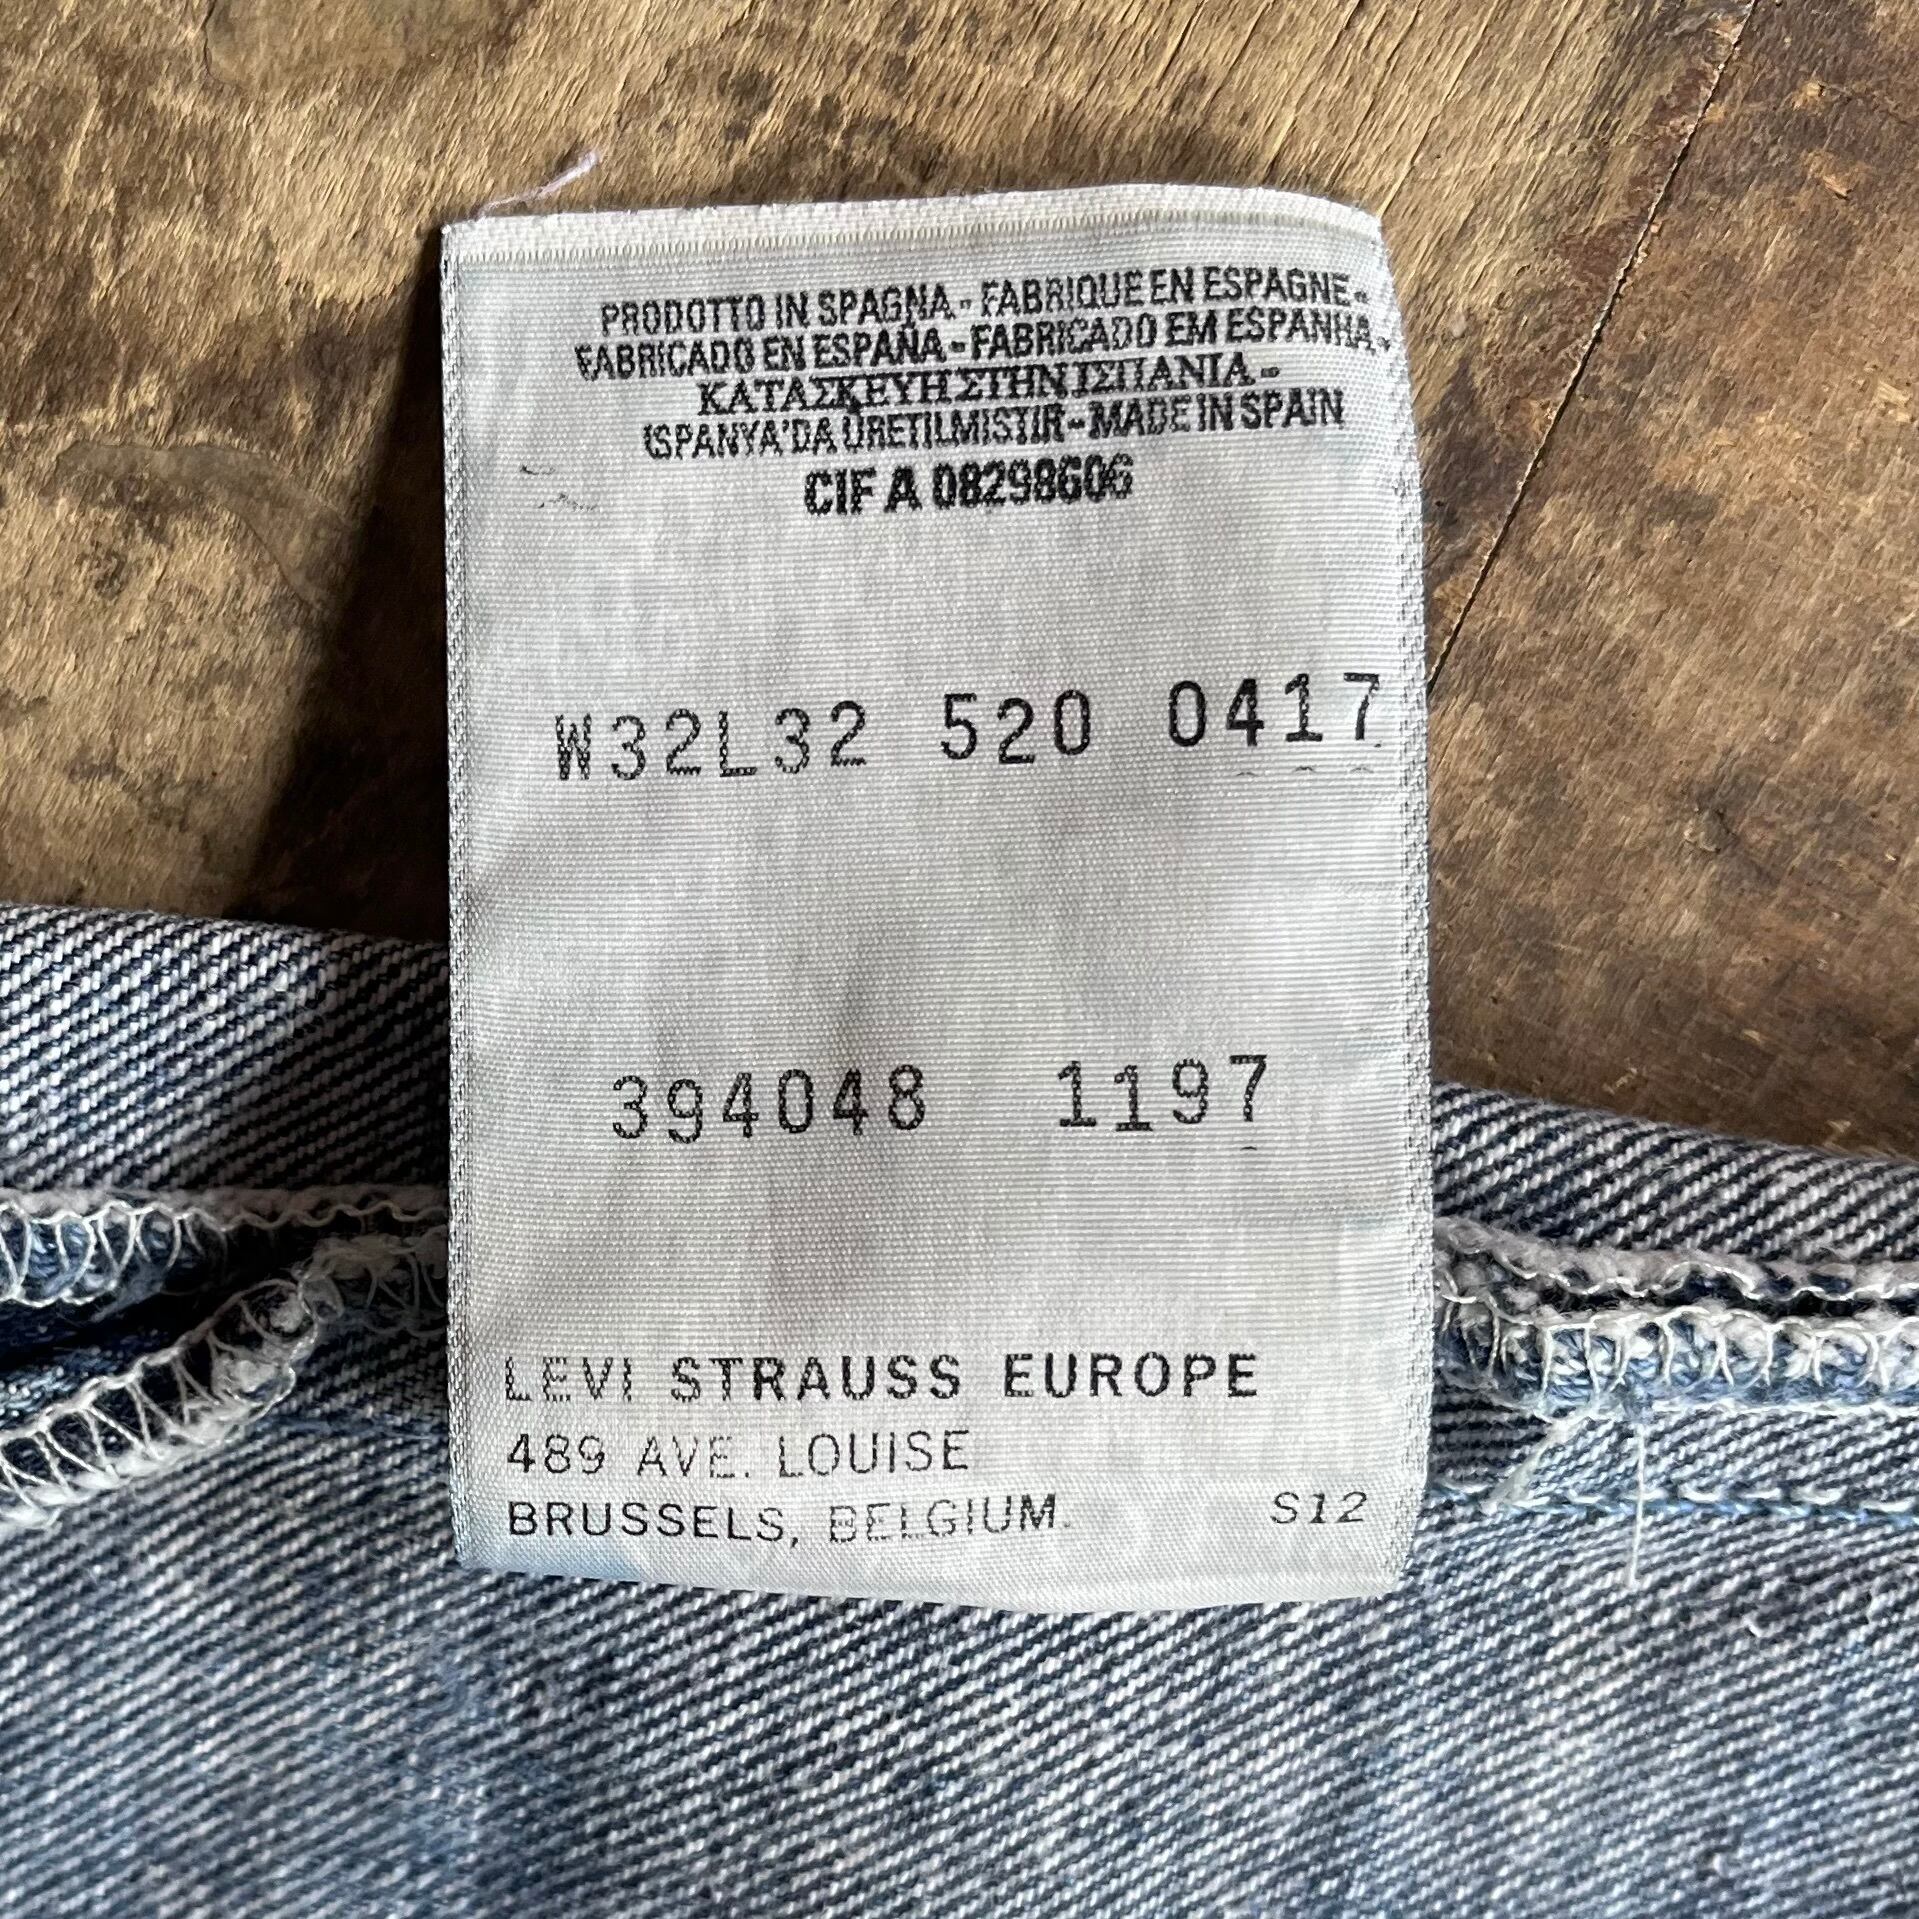 PRODOTTO IN SPAGNA - FABRIQUE EN ESPAGNE -
FABRICADO EN ESPAÑA - FABRICADO EM ESPANHA -
ΚΑΤΑΣΚΕΥΗ ΣΤΗΝ ΙΣΠΑΝΙΑ -
ISPANYA'DA ÜRETILMISTIR - MADE IN SPAIN
CIF A 08298606
W32L32 520 0417
394048 1197
LEVI STRAUSS EUROPE
489 AVE. LOUISE
BRUSSELS, BELGIUM. S12